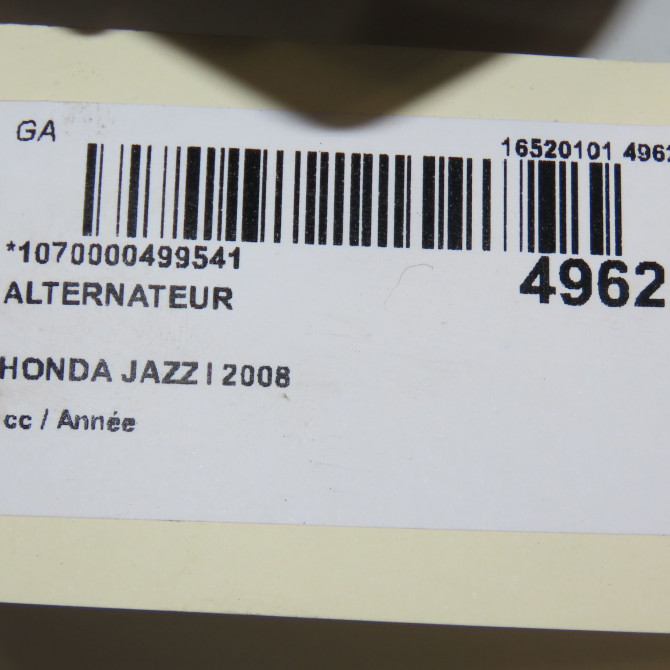 GA
16520101 4962
*1070000499541
4962
ALTERNATEUR
HONDA JAZZ I 2008
cc / Année